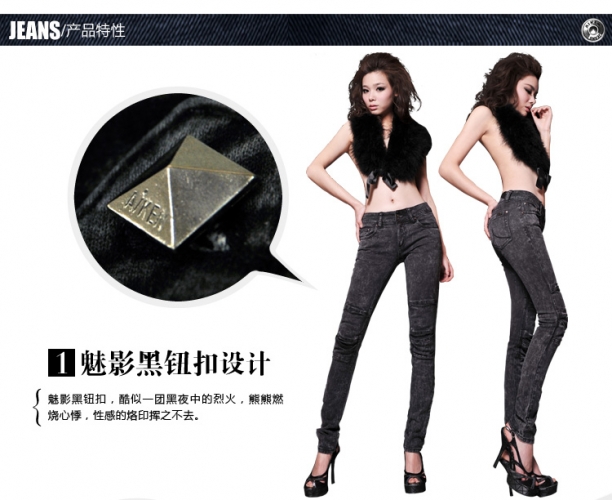 JEANS/产品特性
AIKEN
1 魅影黑钮扣设计
魅影黑钮扣，酷似一团黑夜中的烈火，熊熊燃
烧心悸，性感的烙印挥之不去。